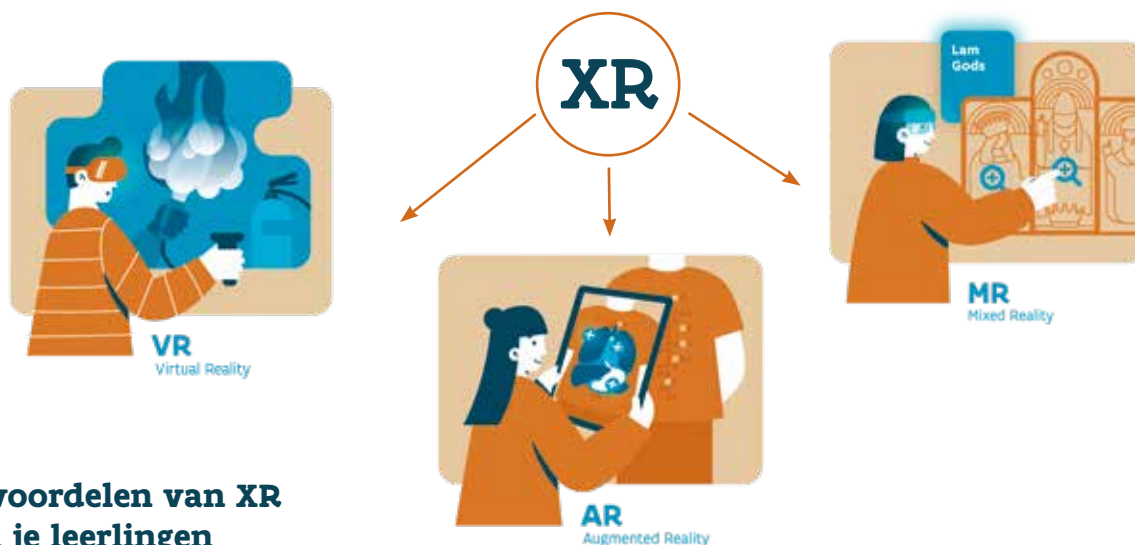 XR
Lam
Gods
VR
Virtual Reality
MR
Mixed Reality
AR
Augmented Reality
voordelen van XR
je leerlingen